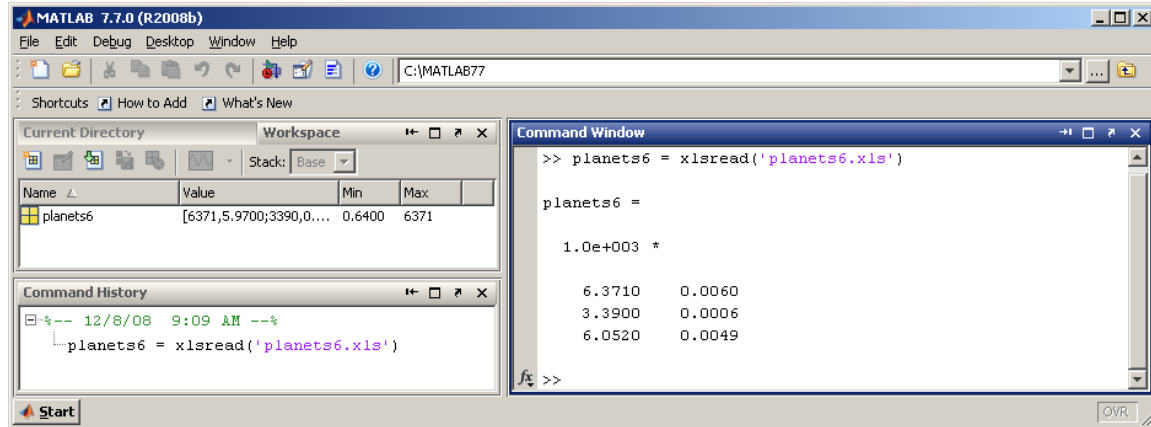 MATLAB 7.7.0 (R2008b)
File Edit Debug Desktop Window Help
C:\MATLAB77
...
Shortcuts How to Add What's New
Current Directory Workspace
Stack: Base
Name Value Min Max
planets6 [6371,5.9700;3390,0.... 0.6400 6371
Command History
%-- 12/8/08 9:09 AM --%
planets6 = xlsread('planets6.xls')
Command Window
>> planets6 = xlsread('planets6.xls')
planets6 =
1.0e+003 *
6.3710 0.0060
3.3900 0.0006
6.0520 0.0049
fx >>
Start
OVR